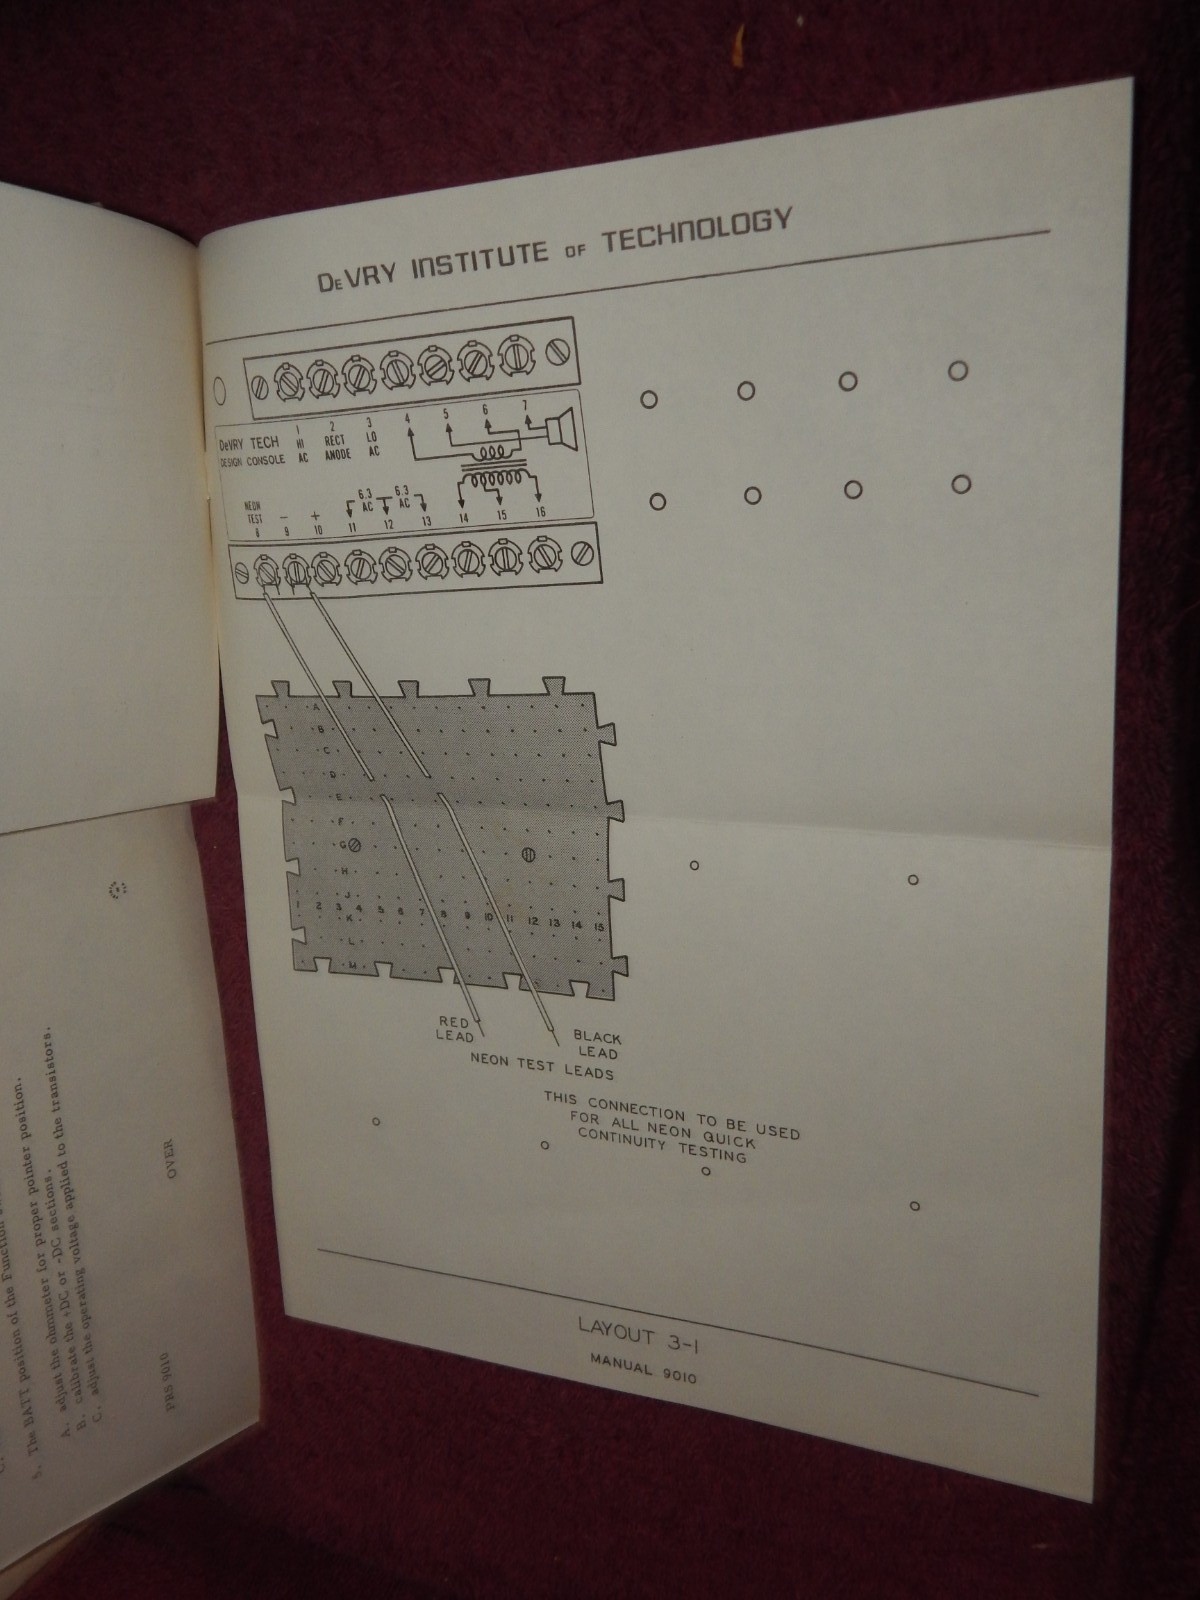 DeVRY INSTITUTE OF TECHNOLOGY
DeVRY TECH
DESIGN CONSOLE
1
HI
AC
2
RECT
ANODE
3
LO
AC
4
5
6
7
NEON
TEST
8
−
9
+
10
6.3
AC
6.3
AC
11
12
13
14
15
16
A
B
C
D
E
F
G
H
J
1 2 3 4 5 6 7 8 9 10 11 12 13 14 15
K
L
M
RED
LEAD
BLACK
LEAD
NEON TEST LEADS
THIS CONNECTION TO BE USED
FOR ALL NEON QUICK
CONTINUITY TESTING
LAYOUT 3-1
MANUAL 9010
5. The BATT position of the Function
A. adjust the ohmmeter for proper pointer position.
B. calibrate the +DC or -DC sections.
C. adjust the operating voltage applied to the transistors.
PRS 9010
OVER